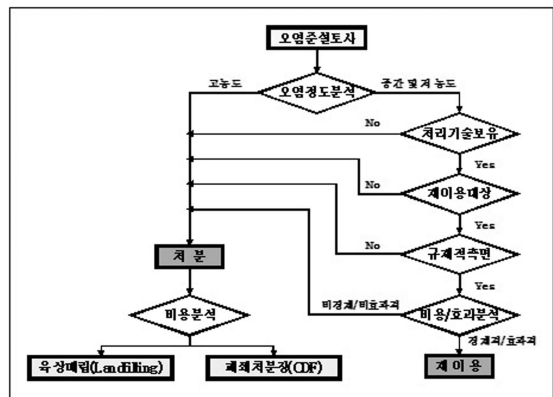 오염준설토사
고농도
오염정도분석
중간 및 저 농도
No
처리기술보유
Yes
No
재이용대상
Yes
No
규제적측면
Yes
처 분
비경제/비효과적
비용/효과분석
경제적/효과적
비용분석
육상매립(Landfilling)
폐쇄처분장(CDF)
재 이 용